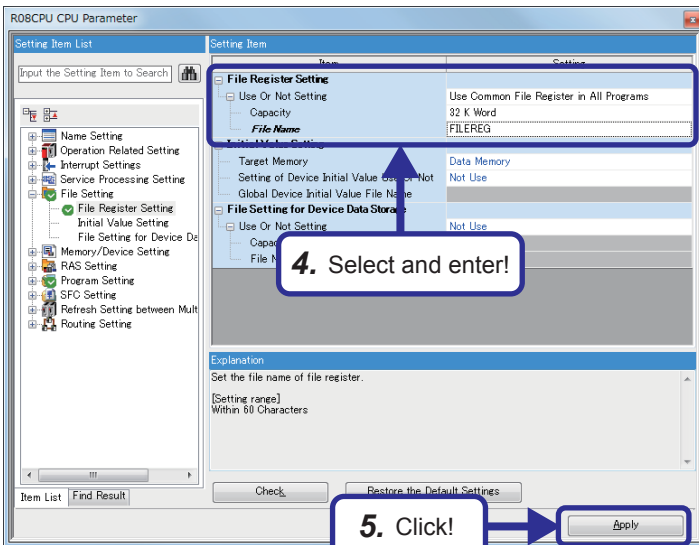 R08CPU CPU Parameter
Setting Item List
Setting Item
Input the Setting Item to Search
Item
Setting
File Register Setting
Use Or Not Setting
Use Common File Register in All Programs
Capacity
32 K Word
File Name
FILEREG
Initial Value Setting
Target Memory
Data Memory
Setting of Device Initial Value Use Or Not
Not Use
Global Device Initial Value File Name
File Setting for Device Data Storage
Use Or Not Setting
Not Use
Name Setting
Operation Related Setting
Interrupt Settings
Service Processing Setting
File Setting
File Register Setting
Initial Value Setting
File Setting for Device Da
Memory/Device Setting
RAS Setting
Program Setting
SFC Setting
Refresh Setting between Mult
Routing Setting
4. Select and enter!
Explanation
Set the file name of file register.
[Setting range]
Within 60 Characters
Item List
Find Result
Check
Restore the Default Settings
5. Click!
Apply